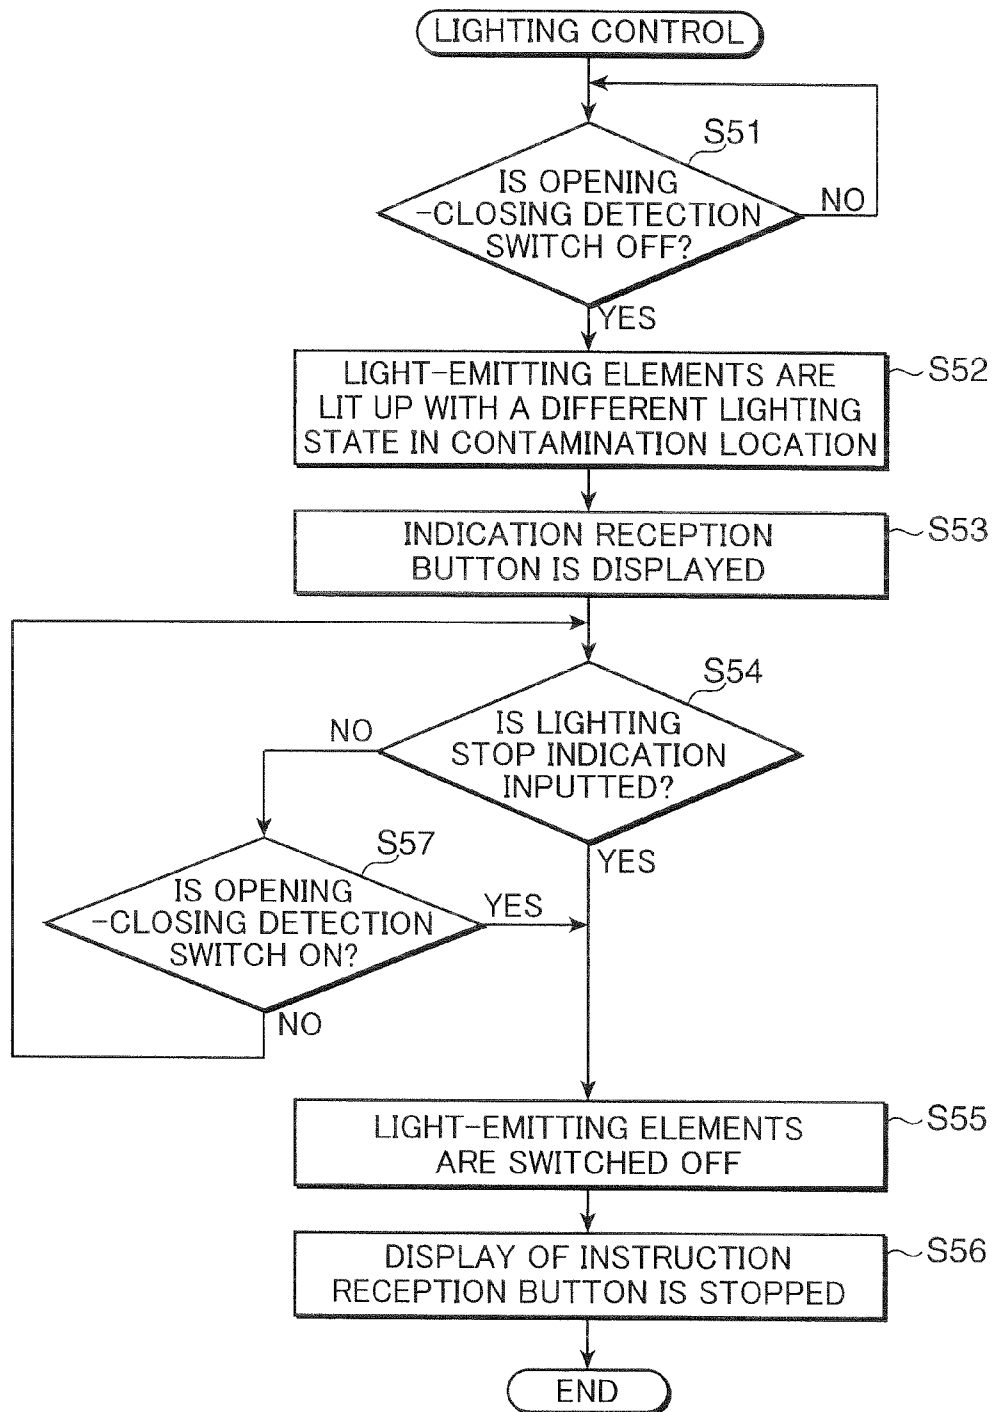 LIGHTING CONTROL
S51
IS OPENING
-CLOSING DETECTION
SWITCH OFF?
NO
YES
S52
LIGHT-EMITTING ELEMENTS ARE
LIT UP WITH A DIFFERENT LIGHTING
STATE IN CONTAMINATION LOCATION
S53
INDICATION RECEPTION
BUTTON IS DISPLAYED
S54
IS LIGHTING
STOP INDICATION
INPUTTED?
NO
YES
S57
IS OPENING
-CLOSING DETECTION
SWITCH ON?
YES
NO
S55
LIGHT-EMITTING ELEMENTS
ARE SWITCHED OFF
S56
DISPLAY OF INSTRUCTION
RECEPTION BUTTON IS STOPPED
END